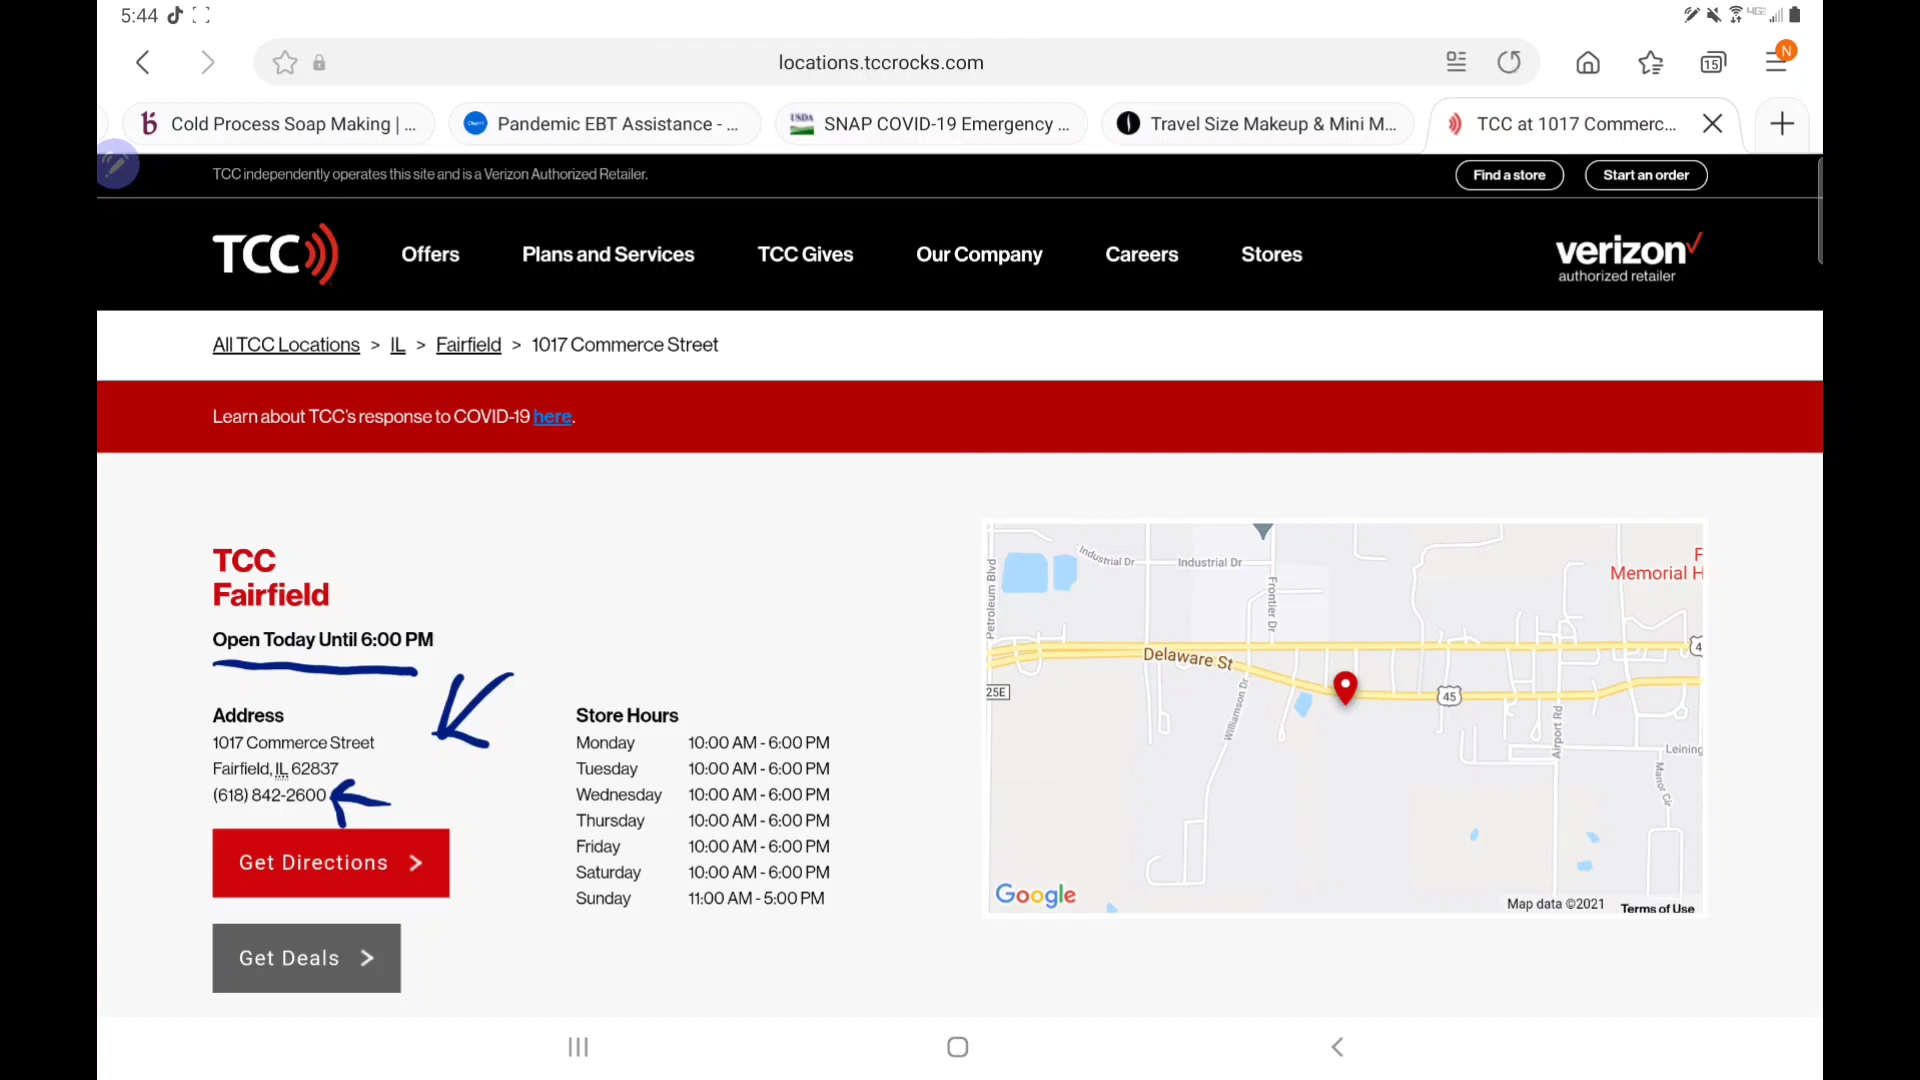 5:44
locations.tccrocks.com
15
N
Cold Process Soap Making | ...
Pandemic EBT Assistance - ...
USDA
SNAP COVID-19 Emergency ...
Travel Size Makeup & Mini M...
TCC at 1017 Commerc...
TCC independently operates this site and is a Verizon Authorized Retailer.
Find a store
Start an order
TCC
Offers
Plans and Services
TCC Gives
Our Company
Careers
Stores
verizon
authorized retailer
All TCC Locations > IL > Fairfield > 1017 Commerce Street
Learn about TCC's response to COVID-19 here.
TCC
Fairfield
Open Today Until 6:00 PM
Address
1017 Commerce Street
Fairfield, IL 62837
(618) 842-2600
Get Directions
Get Deals
Store Hours
Monday 10:00 AM - 6:00 PM
Tuesday 10:00 AM - 6:00 PM
Wednesday 10:00 AM - 6:00 PM
Thursday 10:00 AM - 6:00 PM
Friday 10:00 AM - 6:00 PM
Saturday 10:00 AM - 6:00 PM
Sunday 11:00 AM - 5:00 PM
Petroleum Blvd
Industrial Dr
Industrial Dr
Frontier Dr
F
Memorial H
Delaware St
4
25E
45
Williamson Dr
Airport Rd
Leining
Manor Cir
Google
Map data ©2021
Terms of Use